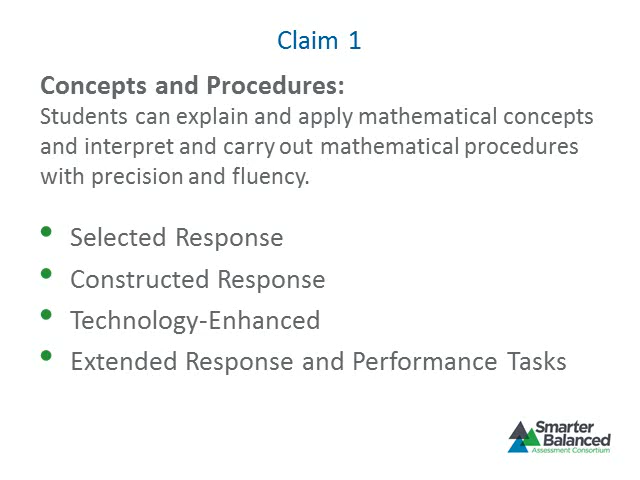 Claim 1
Concepts and Procedures:
Students can explain and apply mathematical concepts
and interpret and carry out mathematical procedures
with precision and fluency.
Selected Response
Constructed Response
Technology-Enhanced
Extended Response and Performance Tasks
Smarter
Balanced
Assessment Consortium